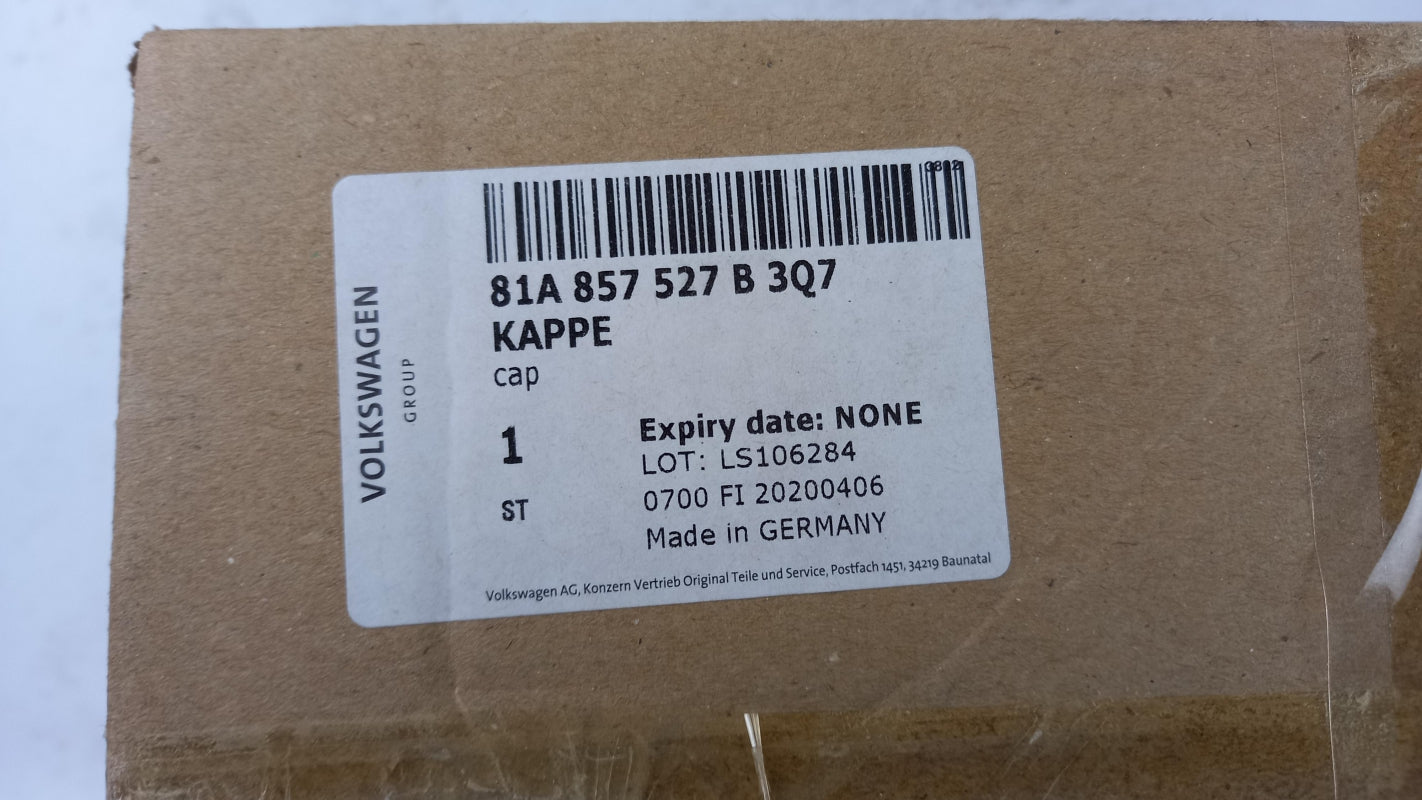 VOLKSWAGEN
GROUP
81A 857 527 B 3Q7
KAPPE
cap
1
ST
Expiry date: NONE
LOT: LS106284
0700 FI 20200406
Made in GERMANY
Volkswagen AG, Konzern Vertrieb Original Teile und Service, Postfach 1451, 34219 Baunatal